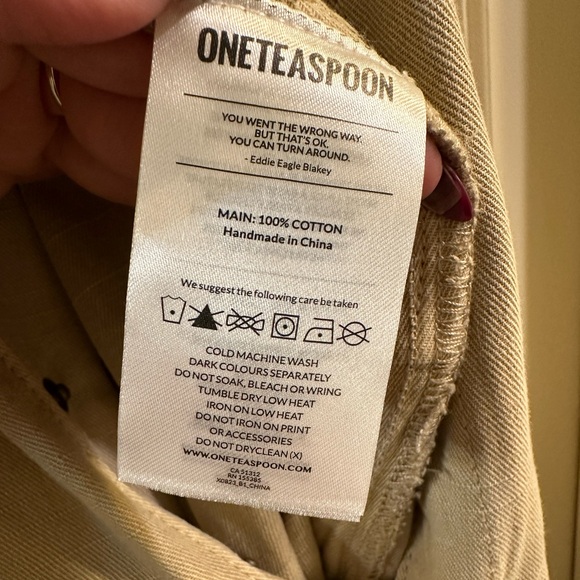 ONETEASPOON
YOU WENT THE WRONG WAY.
BUT THAT'S OK.
YOU CAN TURN AROUND.
- Eddie Eagle Blakey
MAIN: 100% COTTON
Handmade in China
We suggest the following care be taken
COLD MACHINE WASH
DARK COLOURS SEPARATELY
DO NOT SOAK, BLEACH OR WRING
TUMBLE DRY LOW HEAT
IRON ON LOW HEAT
DO NOT IRON ON PRINT
OR ACCESSORIES
DO NOT DRYCLEAN (X)
WWW.ONETEASPOON.COM
CA 51312
RN 155385
X0823_B1_CHINA